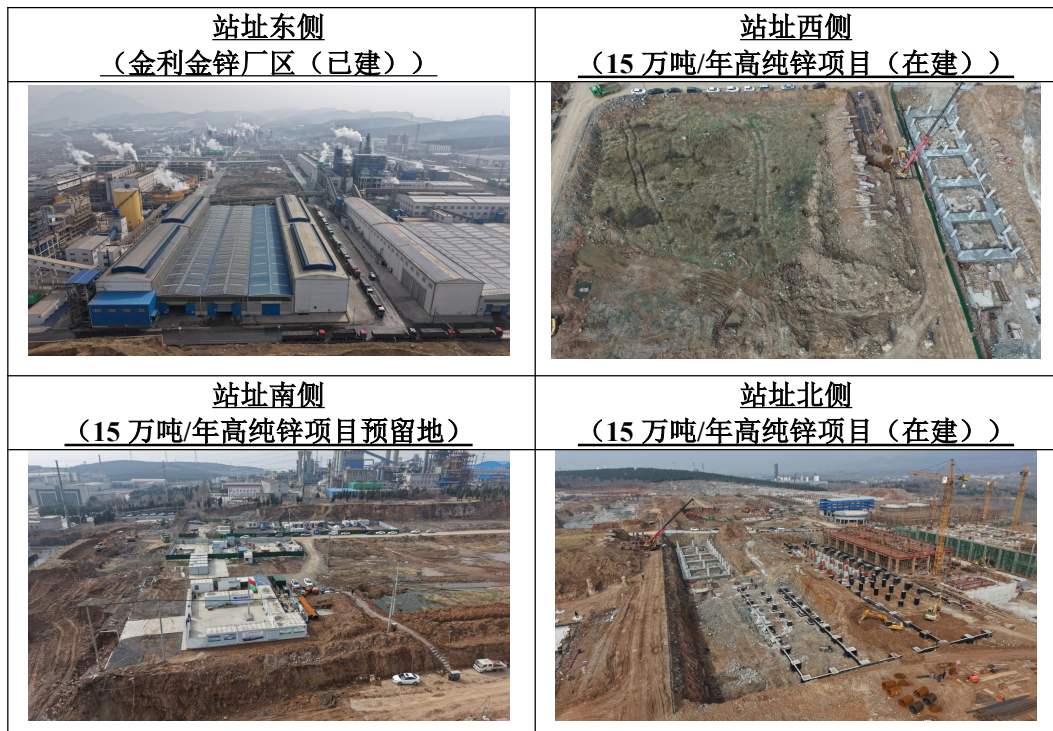 站址东侧
（金利金锌厂区（已建））
站址西侧
（15 万吨/年高纯锌项目（在建））
站址南侧
（15 万吨/年高纯锌项目预留地）
站址北侧
（15 万吨/年高纯锌项目（在建））